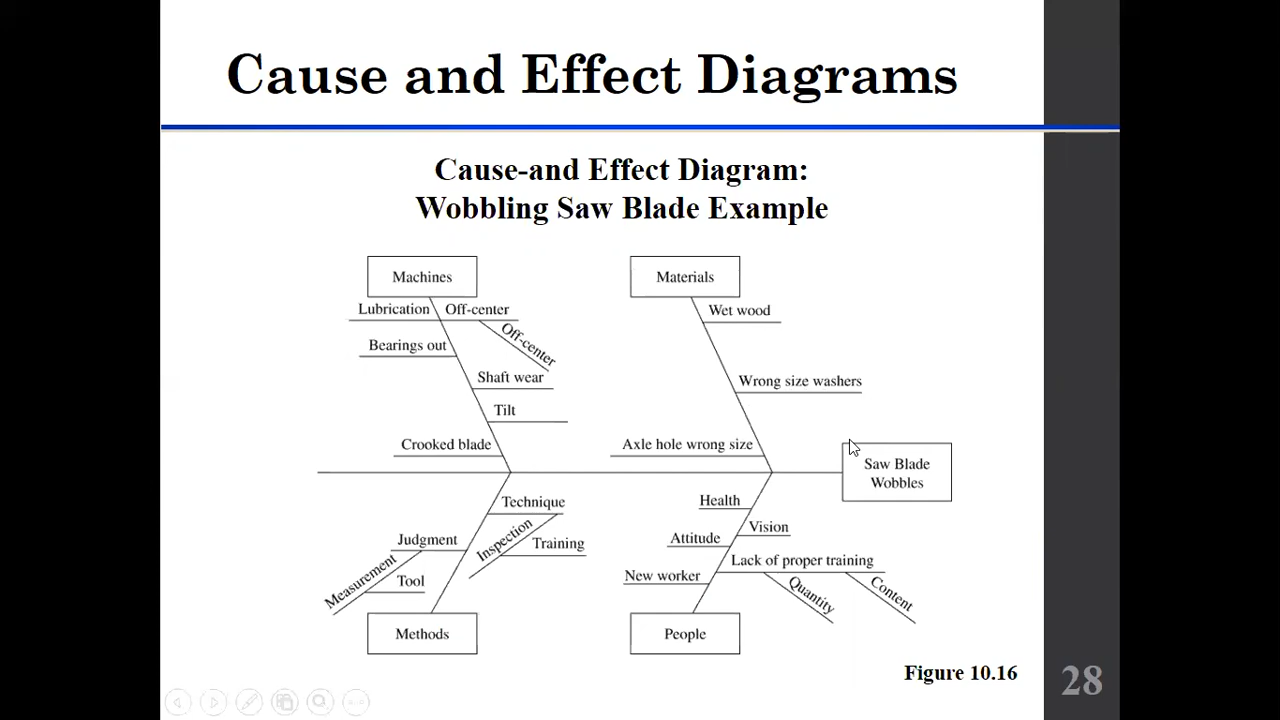 Cause and Effect Diagrams
Cause-and Effect Diagram:
Wobbling Saw Blade Example
Machines
Materials
Lubrication
Off-center
Off-center
Bearings out
Shaft wear
Tilt
Crooked blade
Wet wood
Wrong size washers
Axle hole wrong size
Saw Blade
Wobbles
Technique
Inspection
Training
Judgment
Measurement
Tool
Methods
Health
Vision
Attitude
Lack of proper training
New worker
Quantity
Content
People
Figure 10.16
28